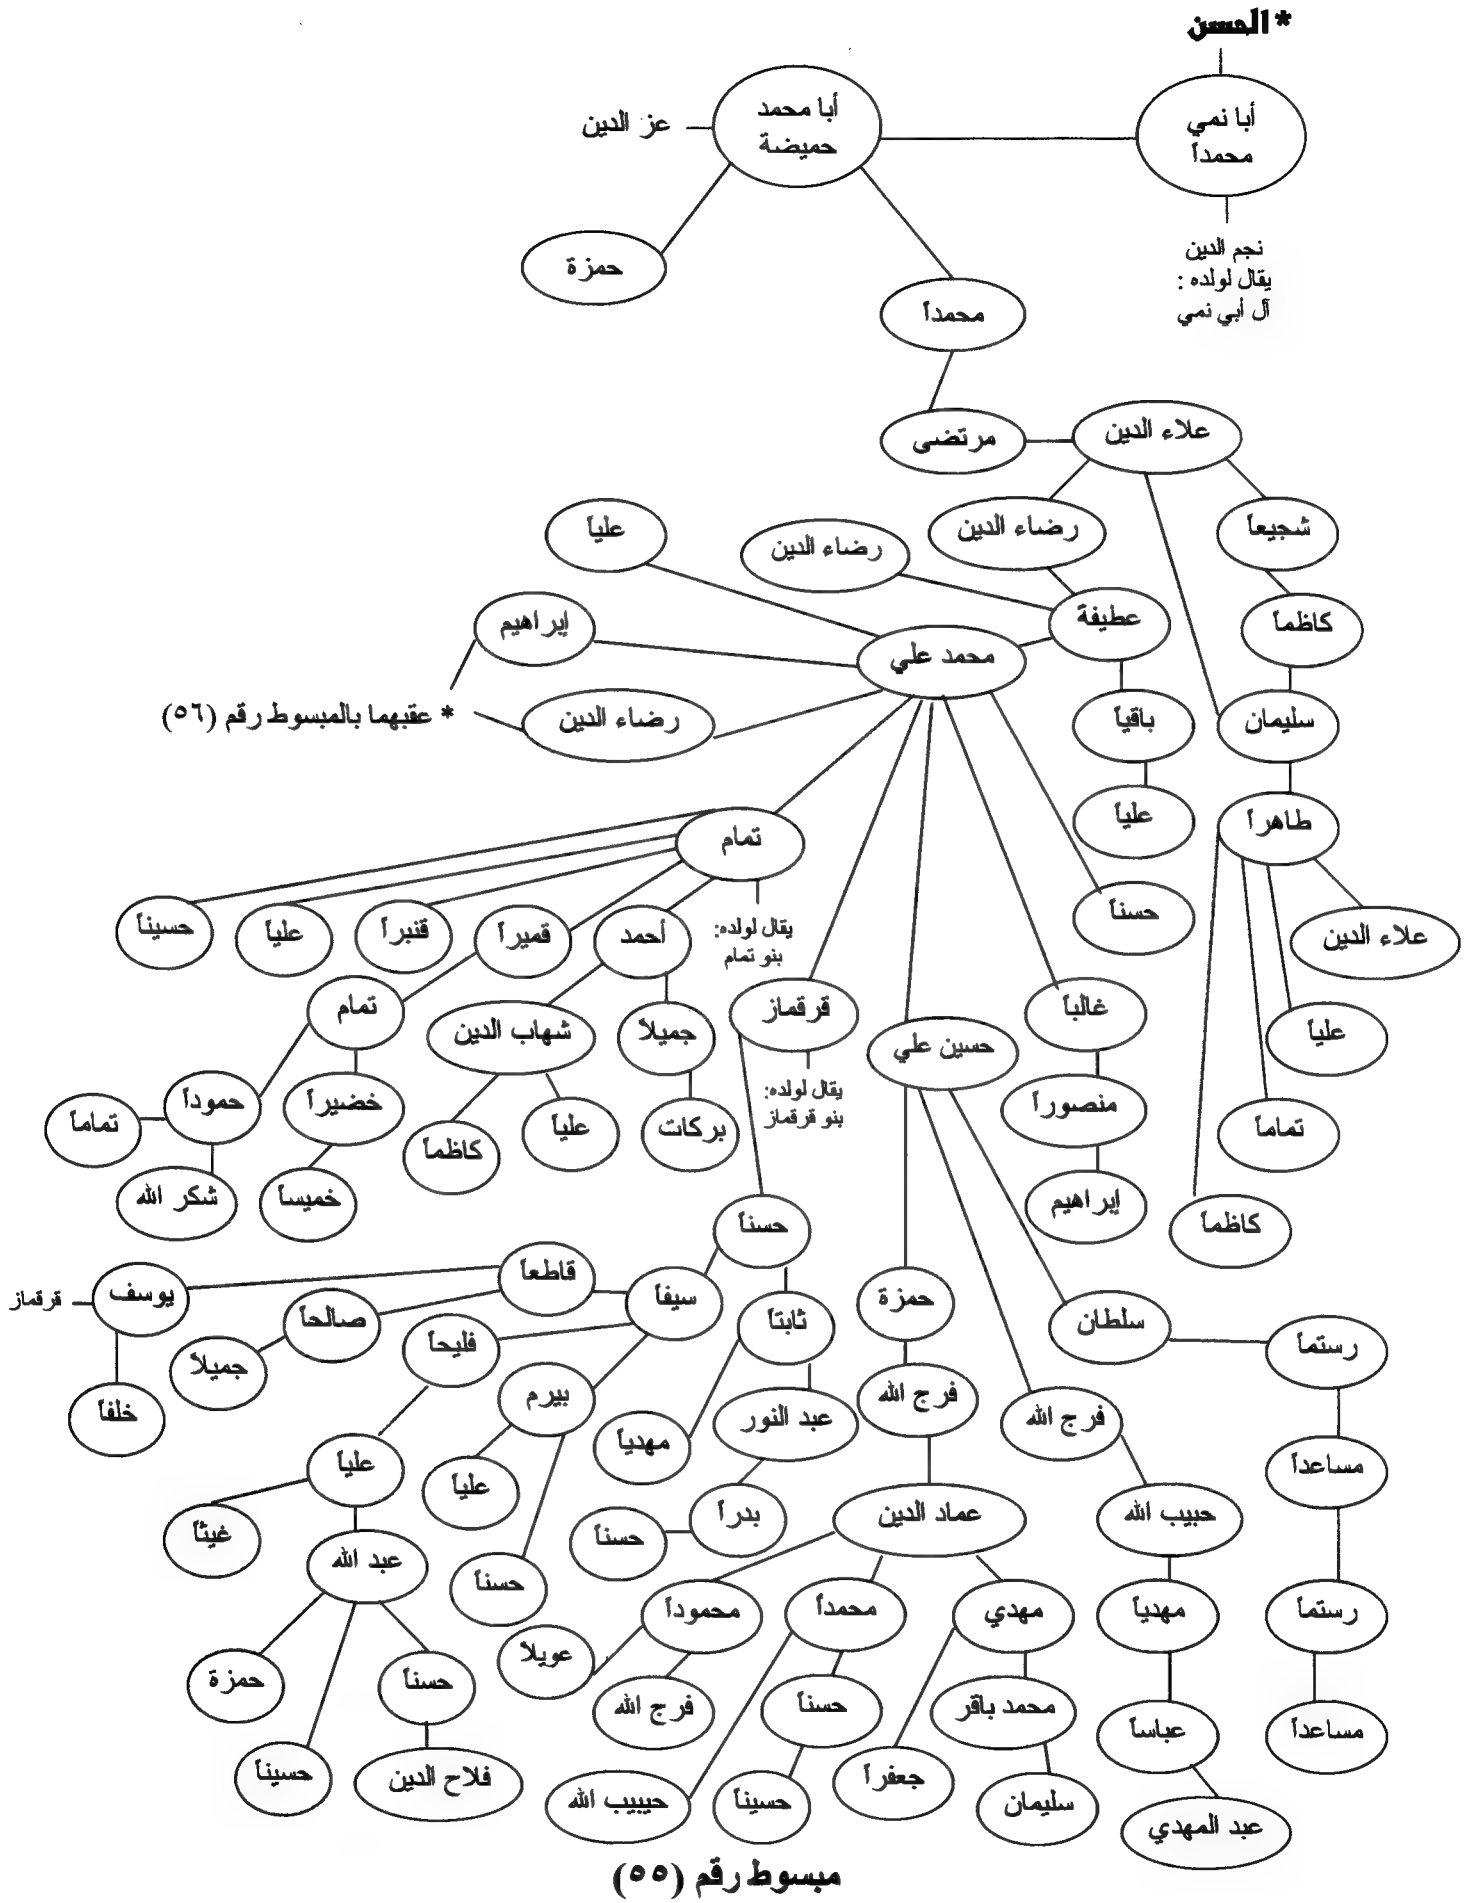 * الحسن
أبا نمي
محمداً
نجم الدين
يقال لولده :
آل أبي نمي
أبا محمد
حميضة
عز الدين
حمزة
محمداً
مرتضى
علاء الدين
شجيعاً
رضاء الدين
رضاء الدين
علياً
كاظماً
عطيفة
محمد علي
إبراهيم
سليمان
باقياً
رضاء الدين
* عقبهما بالمبسوط رقم (٥٦)
طاهراً
علياً
تمام
علاء الدين
حسناً
يقال لولده:
بنو تمام
أحمد
قميراً
قنبراً
علياً
حسيناً
علياً
غالباً
حسين علي
قرقماز
يقال لولده:
بنو قرقماز
جميلاً
شهاب الدين
تمام
تماماً
منصوراً
بركات
علياً
كاظماً
خضيراً
حموداً
تماماً
كاظماً
إبراهيم
خميساً
شكر الله
حسناً
قاطعاً
يوسف
قرقماز
سلطان
رستماً
حمزة
ثابتاً
سيفاً
صالحاً
فليحاً
جميلاً
خلفاً
فرج الله
فرج الله
عبد النور
مهدياً
بيرم
مساعداً
علياً
علياً
غيثاً
حبيب الله
عماد الدين
بدراً
حسناً
حسناً
عبد الله
رستماً
مهدياً
مهدي
محمداً
محموداً
عويلاً
حسناً
حمزة
مساعداً
عباساً
محمد باقر
حسناً
فرج الله
فلاح الدين
حسيناً
جعفراً
سليمان
حسيناً
حيبيب الله
عبد المهدي
مبسوط رقم (٥٥)